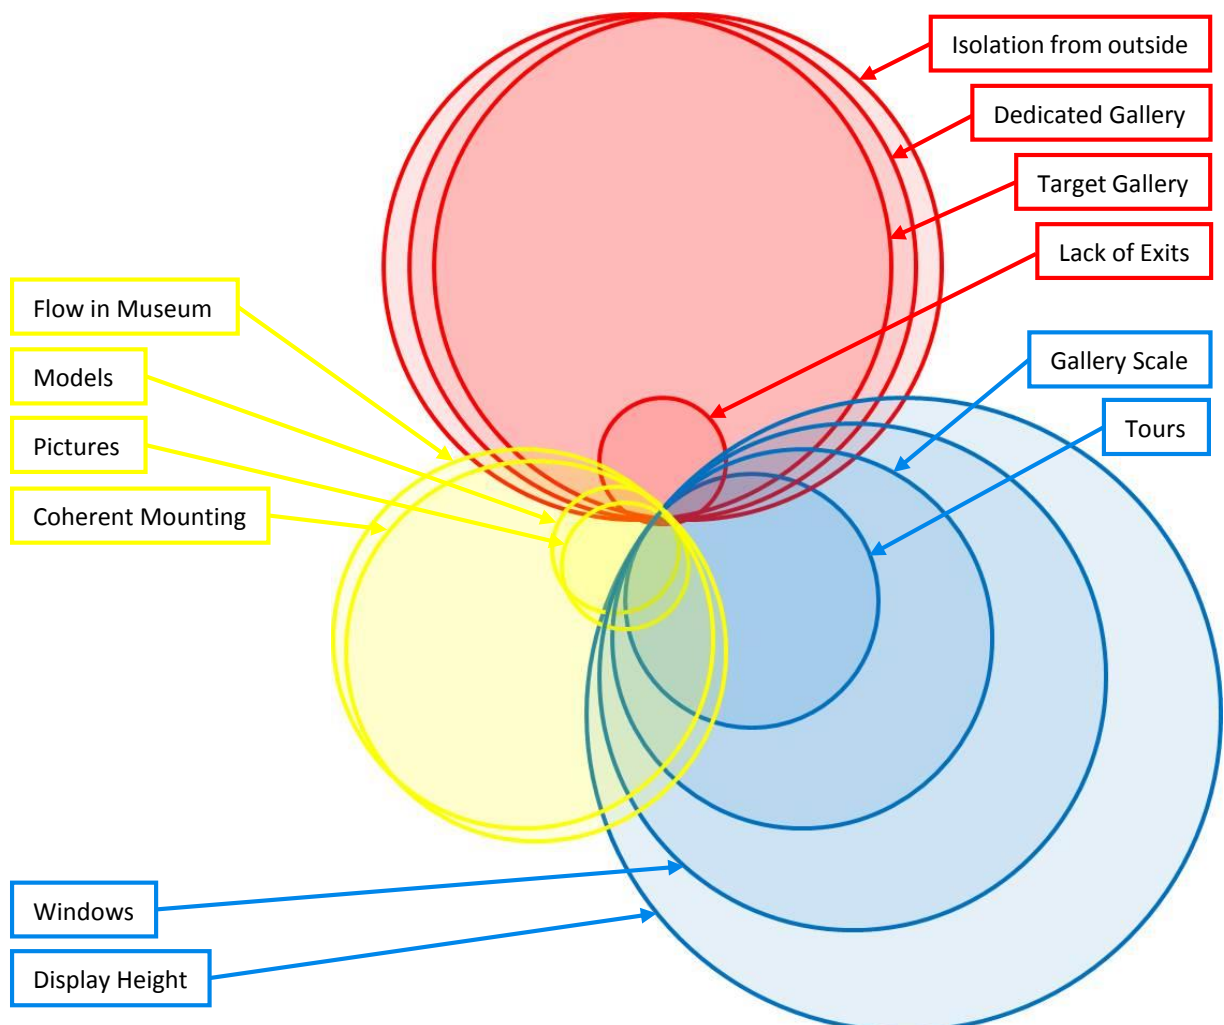 Isolation from outside
Dedicated Gallery
Target Gallery
Lack of Exits
Flow in Museum
Models
Pictures
Coherent Mounting
Gallery Scale
Tours
Windows
Display Height